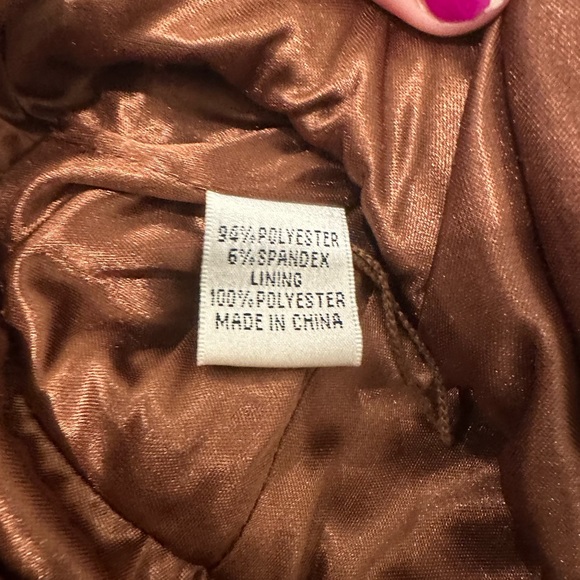 94% POLYESTER
6% SPANDEX
LINING
100% POLYESTER
MADE IN CHINA